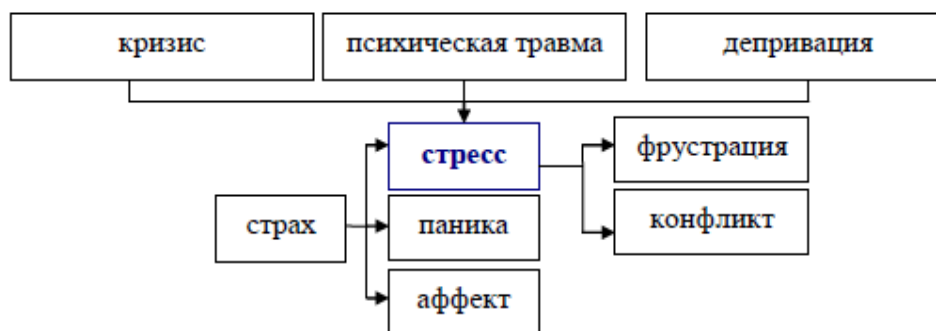 кризис
психическая травма
депривация
стресс
фрустрация
страх
паника
конфликт
аффект